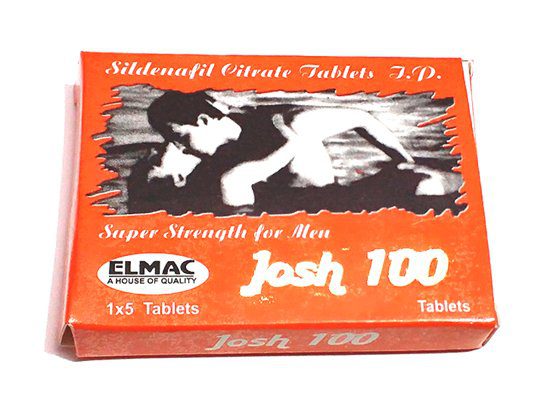 Sildenafil Citrate Tablets I.P.
Super Strength for Men
ELMAC
A HOUSE OF QUALITY
Josh 100
1x5 Tablets
Tablets
Josh 100